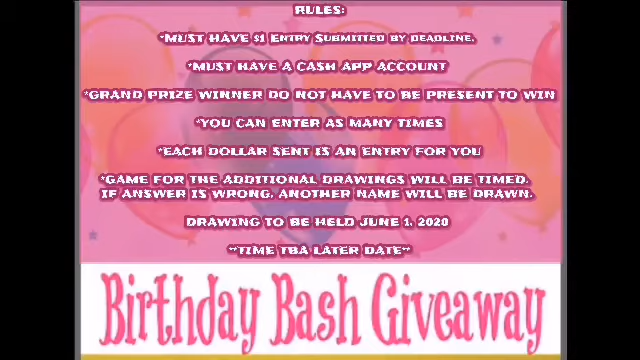 RULES:
*MUST HAVE $1 ENTRY SUBMITTED BY DEADLINE.
*MUST HAVE A CASH APP ACCOUNT
*GRAND PRIZE WINNER DO NOT HAVE TO BE PRESENT TO WIN
*YOU CAN ENTER AS MANY TIMES
*EACH DOLLAR SENT IS AN ENTRY FOR YOU
*GAME FOR THE ADDITIONAL DRAWINGS WILL BE TIMED.
IF ANSWER IS WRONG, ANOTHER NAME WILL BE DRAWN.
DRAWING TO BE HELD JUNE 1, 2020
**TIME TBA LATER DATE**
Birthday Bash Giveaway